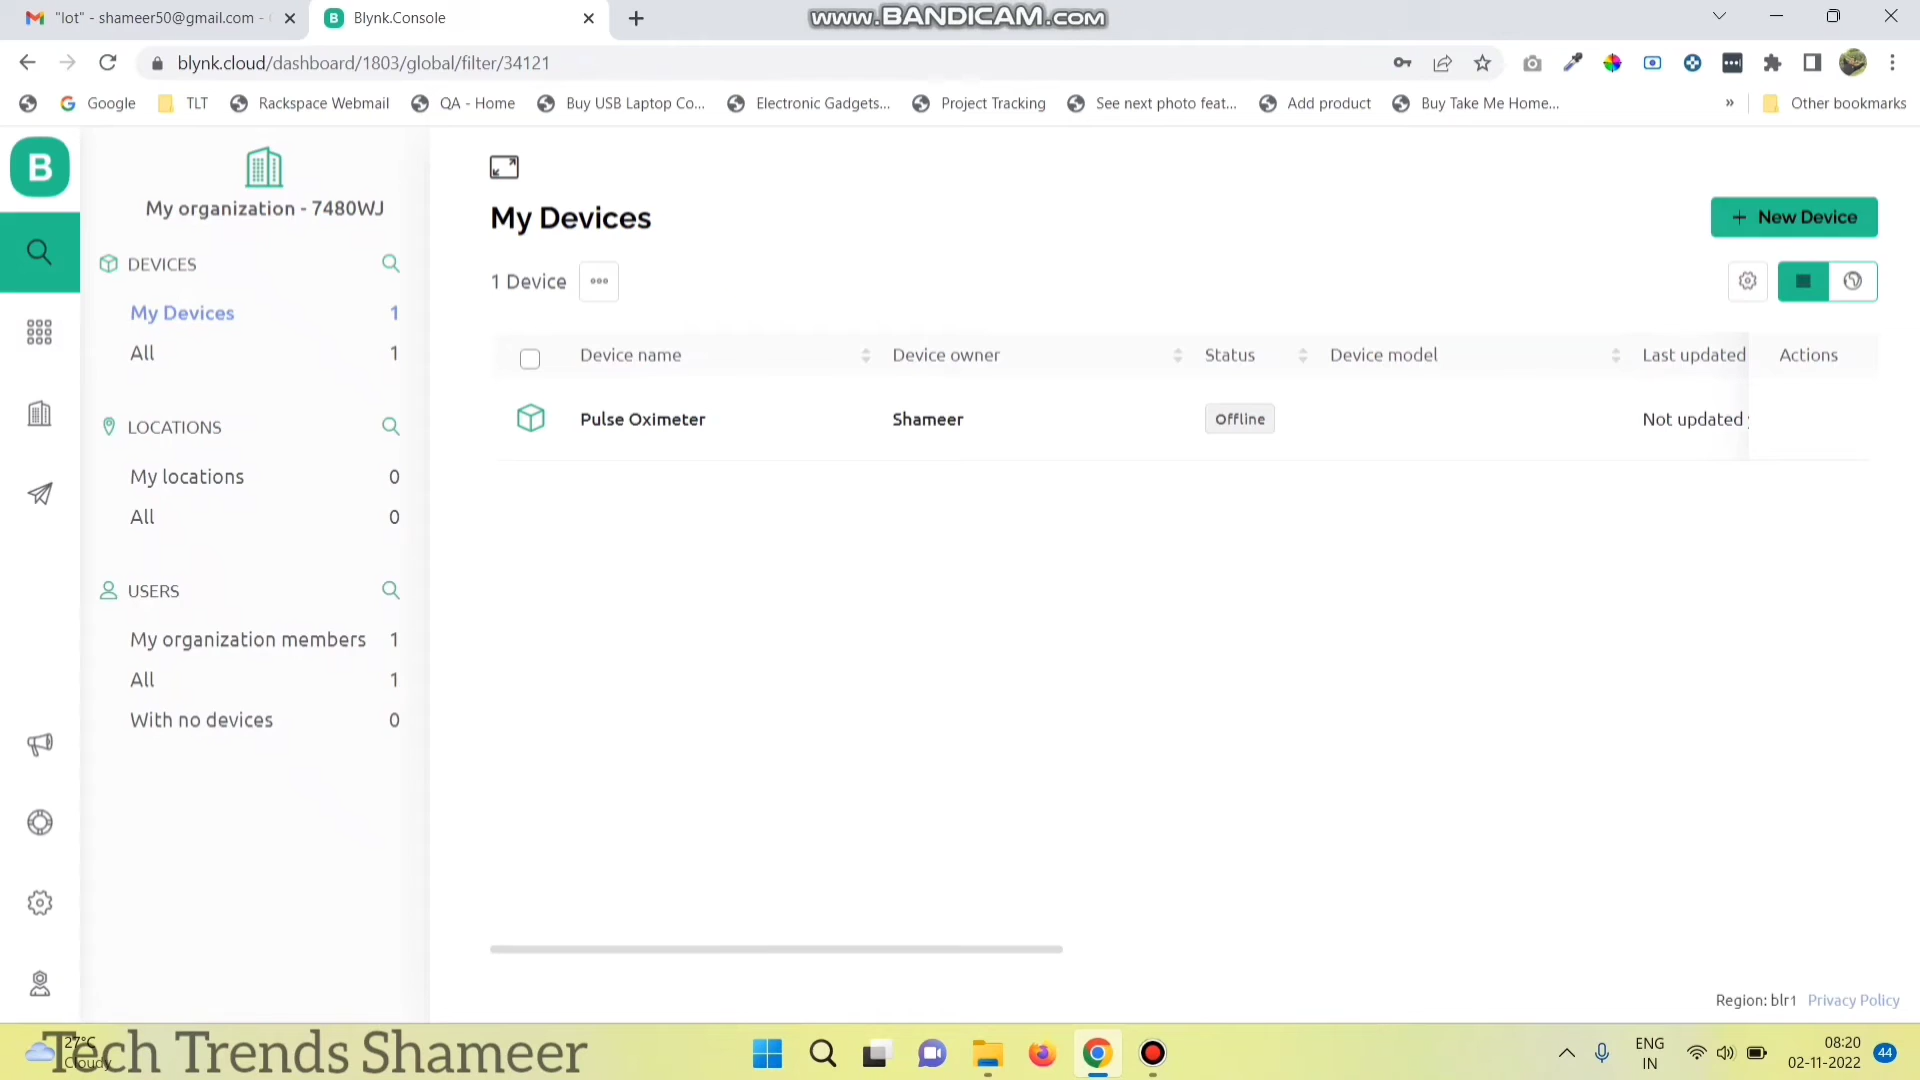 "lot" - shameer50@gmail.com -
Blynk.Console
www.BANDICAM.com
blynk.cloud/dashboard/1803/global/filter/34121
Google
TLT
Rackspace Webmail
QA - Home
Buy USB Laptop Co...
Electronic Gadgets...
Project Tracking
See next photo feat...
Add product
Buy Take Me Home...
»
Other bookmarks
B
My organization - 7480WJ
DEVICES
My Devices 1
All 1
LOCATIONS
My locations 0
All 0
USERS
My organization members 1
All 1
With no devices 0
My Devices
+ New Device
1 Device
Device name Device owner Status Device model Last updated Actions
Pulse Oximeter Shameer Offline Not updated
Region: blr1 Privacy Policy
27°C
Cloudy
Tech Trends Shameer
ENG
IN
08:20
02-11-2022
44